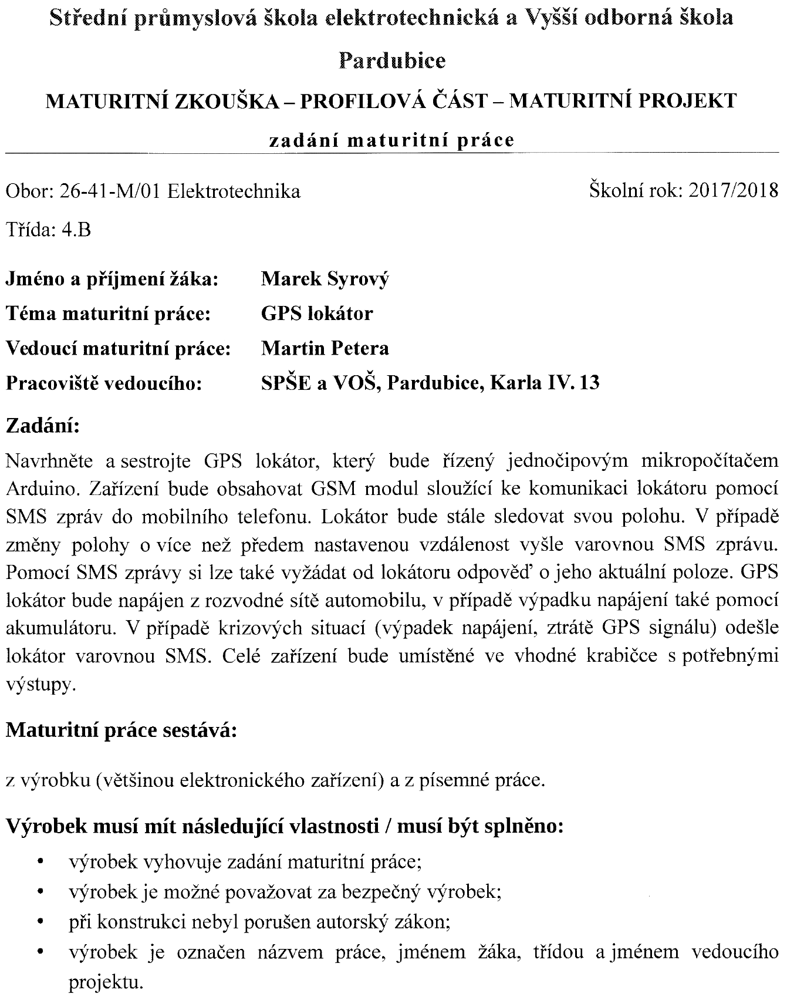 Střední průmyslová škola elektrotechnická a Vyšší odborná škola
Pardubice
MATURITNÍ ZKOUŠKA – PROFILOVÁ ČÁST – MATURITNÍ PROJEKT
zadání maturitní práce
Obor: 26-41-M/01 Elektrotechnika Školní rok: 2017/2018
Třída: 4.B
Jméno a příjmení žáka: Marek Syrový
Téma maturitní práce: GPS lokátor
Vedoucí maturitní práce: Martin Petera
Pracoviště vedoucího: SPŠE a VOŠ, Pardubice, Karla IV. 13
Zadání:
Navrhněte a sestrojte GPS lokátor, který bude řízený jednočipovým mikropočítačem
Arduino. Zařízení bude obsahovat GSM modul sloužící ke komunikaci lokátoru pomocí
SMS zpráv do mobilního telefonu. Lokátor bude stále sledovat svou polohu. V případě
změny polohy o více než předem nastavenou vzdálenost vyšle varovnou SMS zprávu.
Pomocí SMS zprávy si lze také vyžádat od lokátoru odpověď o jeho aktuální poloze. GPS
lokátor bude napájen z rozvodné sítě automobilu, v případě výpadku napájení také pomocí
akumulátoru. V případě krizových situací (výpadek napájení, ztrátě GPS signálu) odešle
lokátor varovnou SMS. Celé zařízení bude umístěné ve vhodné krabičce s potřebnými
výstupy.
Maturitní práce sestává:
z výrobku (většinou elektronického zařízení) a z písemné práce.
Výrobek musí mít následující vlastnosti / musí být splněno:
• výrobek vyhovuje zadání maturitní práce;
• výrobek je možné považovat za bezpečný výrobek;
• při konstrukci nebyl porušen autorský zákon;
• výrobek je označen názvem práce, jménem žáka, třídou a jménem vedoucího
projektu.